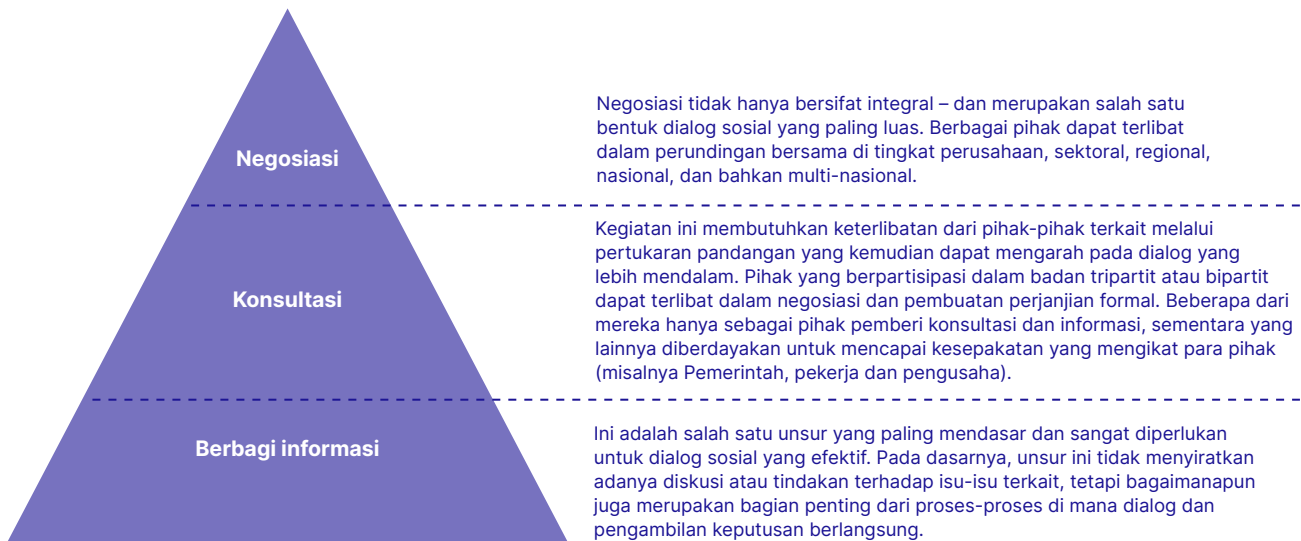 Negosiasi
Negosiasi tidak hanya bersifat integral – dan merupakan salah satu
bentuk dialog sosial yang paling luas. Berbagai pihak dapat terlibat
dalam perundingan bersama di tingkat perusahaan, sektoral, regional,
nasional, dan bahkan multi-nasional.
Konsultasi
Kegiatan ini membutuhkan keterlibatan dari pihak-pihak terkait melalui
pertukaran pandangan yang kemudian dapat mengarah pada dialog yang
lebih mendalam. Pihak yang berpartisipasi dalam badan tripartit atau bipartit
dapat terlibat dalam negosiasi dan pembuatan perjanjian formal. Beberapa dari
mereka hanya sebagai pihak pemberi konsultasi dan informasi, sementara yang
lainnya diberdayakan untuk mencapai kesepakatan yang mengikat para pihak
(misalnya Pemerintah, pekerja dan pengusaha).
Berbagi informasi
Ini adalah salah satu unsur yang paling mendasar dan sangat diperlukan
untuk dialog sosial yang efektif. Pada dasarnya, unsur ini tidak menyiratkan
adanya diskusi atau tindakan terhadap isu-isu terkait, tetapi bagaimanapun
juga merupakan bagian penting dari proses-proses di mana dialog dan
pengambilan keputusan berlangsung.